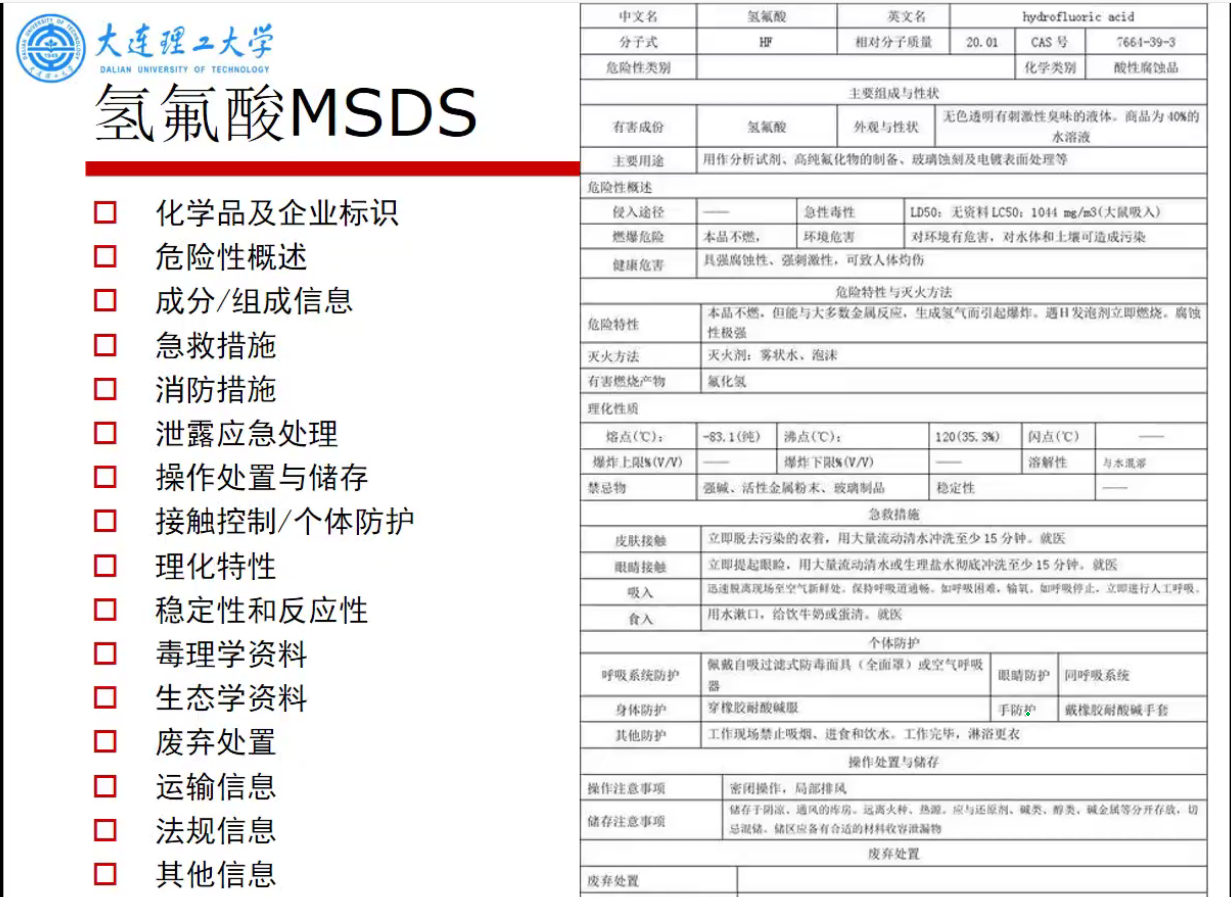 大连理工大学
DALIAN UNIVERSITY OF TECHNOLOGY
氢氟酸MSDS
化学品及企业标识
危险性概述
成分/组成信息
急救措施
消防措施
泄露应急处理
操作处置与储存
接触控制/个体防护
理化特性
稳定性和反应性
毒理学资料
生态学资料
废弃处置
运输信息
法规信息
其他信息
中文名 氢氟酸 英文名 hydrofluoric acid
分子式 HF 相对分子质量 20.01 CAS 号 7664-39-3
危险性类别 化学类别 酸性腐蚀品
主要组成与性状
有害成份 氢氟酸 外观与性状 无色透明有刺激性臭味的液体。商品为 40%的
水溶液
主要用途 用作分析试剂、高纯氟化物的制备、玻璃蚀刻及电镀表面处理等
危险性概述
侵入途径 —— 急性毒性 LD50：无资料 LC50：1044 mg/m3(大鼠吸入)
燃爆危险 本品不燃， 环境危害 对环境有危害，对水体和土壤可造成污染
健康危害 具强腐蚀性、强刺激性，可致人体灼伤
危险特性与灭火方法
危险特性 本品不燃，但能与大多数金属反应，生成氢气而引起爆炸。遇H发泡剂立即燃烧。腐蚀
性极强
灭火方法 灭火剂：雾状水、泡沫
有害燃烧产物 氟化氢
理化性质
熔点(℃)： -83.1(纯) 沸点(℃)： 120(35.3%) 闪点(℃) ——
爆炸上限%(V/V) —— 爆炸下限%(V/V) —— 溶解性 与水混溶
禁忌物 强碱、活性金属粉末、玻璃制品 稳定性 ——
急救措施
皮肤接触 立即脱去污染的衣着，用大量流动清水冲洗至少 15 分钟。就医
眼睛接触 立即提起眼睑，用大量流动清水或生理盐水彻底冲洗至少 15 分钟。就医
吸入 迅速脱离现场至空气新鲜处。保持呼吸道通畅。如呼吸困难，输氧。如呼吸停止，立即进行人工呼吸。
食入 用水漱口，给饮牛奶或蛋清。就医
个体防护
呼吸系统防护 佩戴自吸过滤式防毒面具（全面罩）或空气呼吸
器 眼睛防护 同呼吸系统
身体防护 穿橡胶耐酸碱服 手防护 戴橡胶耐酸碱手套
其他防护 工作现场禁止吸烟、进食和饮水。工作完毕，淋浴更衣
操作处置与储存
操作注意事项 密闭操作，局部排风
储存注意事项 储存于阴凉、通风的库房。远离火种、热源。应与还原剂、碱类、醇类、碱金属等分开存放，切
忌混储。储区应备有合适的材料收容泄漏物
废弃处置
废弃处置